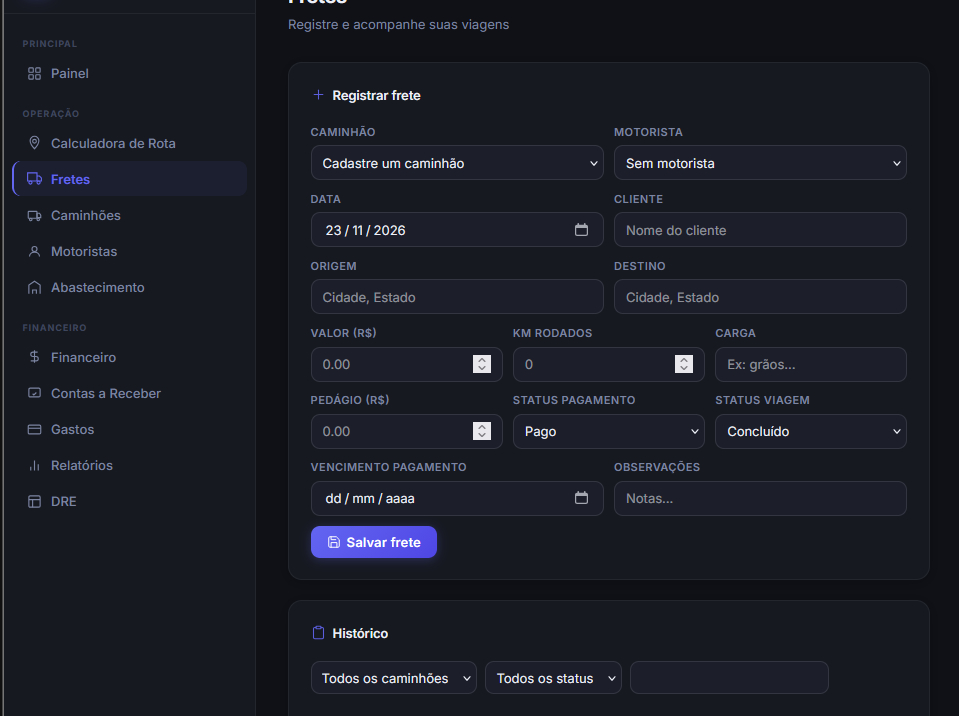 Fretes
Registre e acompanhe suas viagens
PRINCIPAL
Painel
OPERAÇÃO
Calculadora de Rota
Fretes
Caminhões
Motoristas
Abastecimento
FINANCEIRO
Financeiro
Contas a Receber
Gastos
Relatórios
DRE
Registrar frete
CAMINHÃO
MOTORISTA
Cadastre um caminhão
Sem motorista
DATA
CLIENTE
23 / 11 / 2026
Nome do cliente
ORIGEM
DESTINO
Cidade, Estado
Cidade, Estado
VALOR (R$)
KM RODADOS
CARGA
0.00
0
Ex: grãos...
PEDÁGIO (R$)
STATUS PAGAMENTO
STATUS VIAGEM
0.00
Pago
Concluído
VENCIMENTO PAGAMENTO
OBSERVAÇÕES
dd / mm / aaaa
Notas...
Salvar frete
Histórico
Todos os caminhões
Todos os status